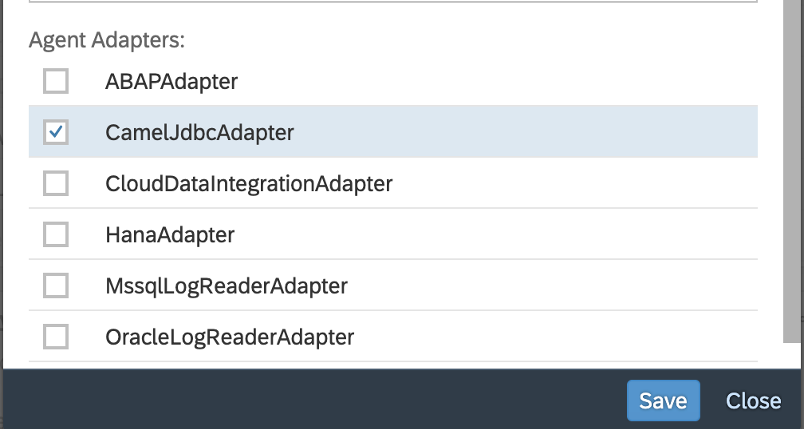 Agent Adapters:
ABAPAdapter
CamelJdbcAdapter
CloudDataIntegrationAdapter
HanaAdapter
MssqlLogReaderAdapter
OracleLogReaderAdapter
Save Close